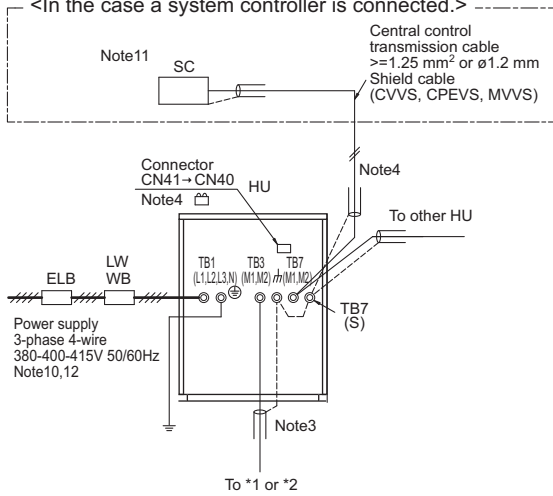 <In the case a system controller is connected.>
Note11
SC
Central control
transmission cable
>=1.25 mm² or ø1.2 mm
Shield cable
(CVVS, CPEVS, MVVS)
Note4
Connector
CN41→CN40
Note4
HU
To other HU
TB1
(L1,L2,L3,N)
TB3
(M1,M2)
TB7
(M1,M2)
ELB
LW
WB
TB7
(S)
Power supply
3-phase 4-wire
380-400-415V 50/60Hz
Note10,12
Note3
To *1 or *2